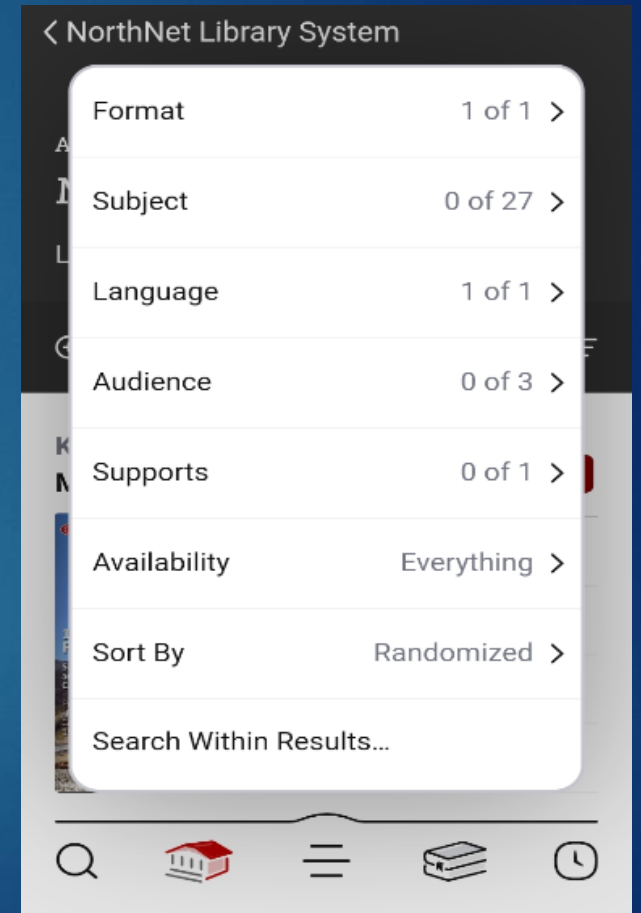 NorthNet Library System
Format 1 of 1
Subject 0 of 27
Language 1 of 1
Audience 0 of 3
Supports 0 of 1
Availability Everything
Sort By Randomized
Search Within Results...